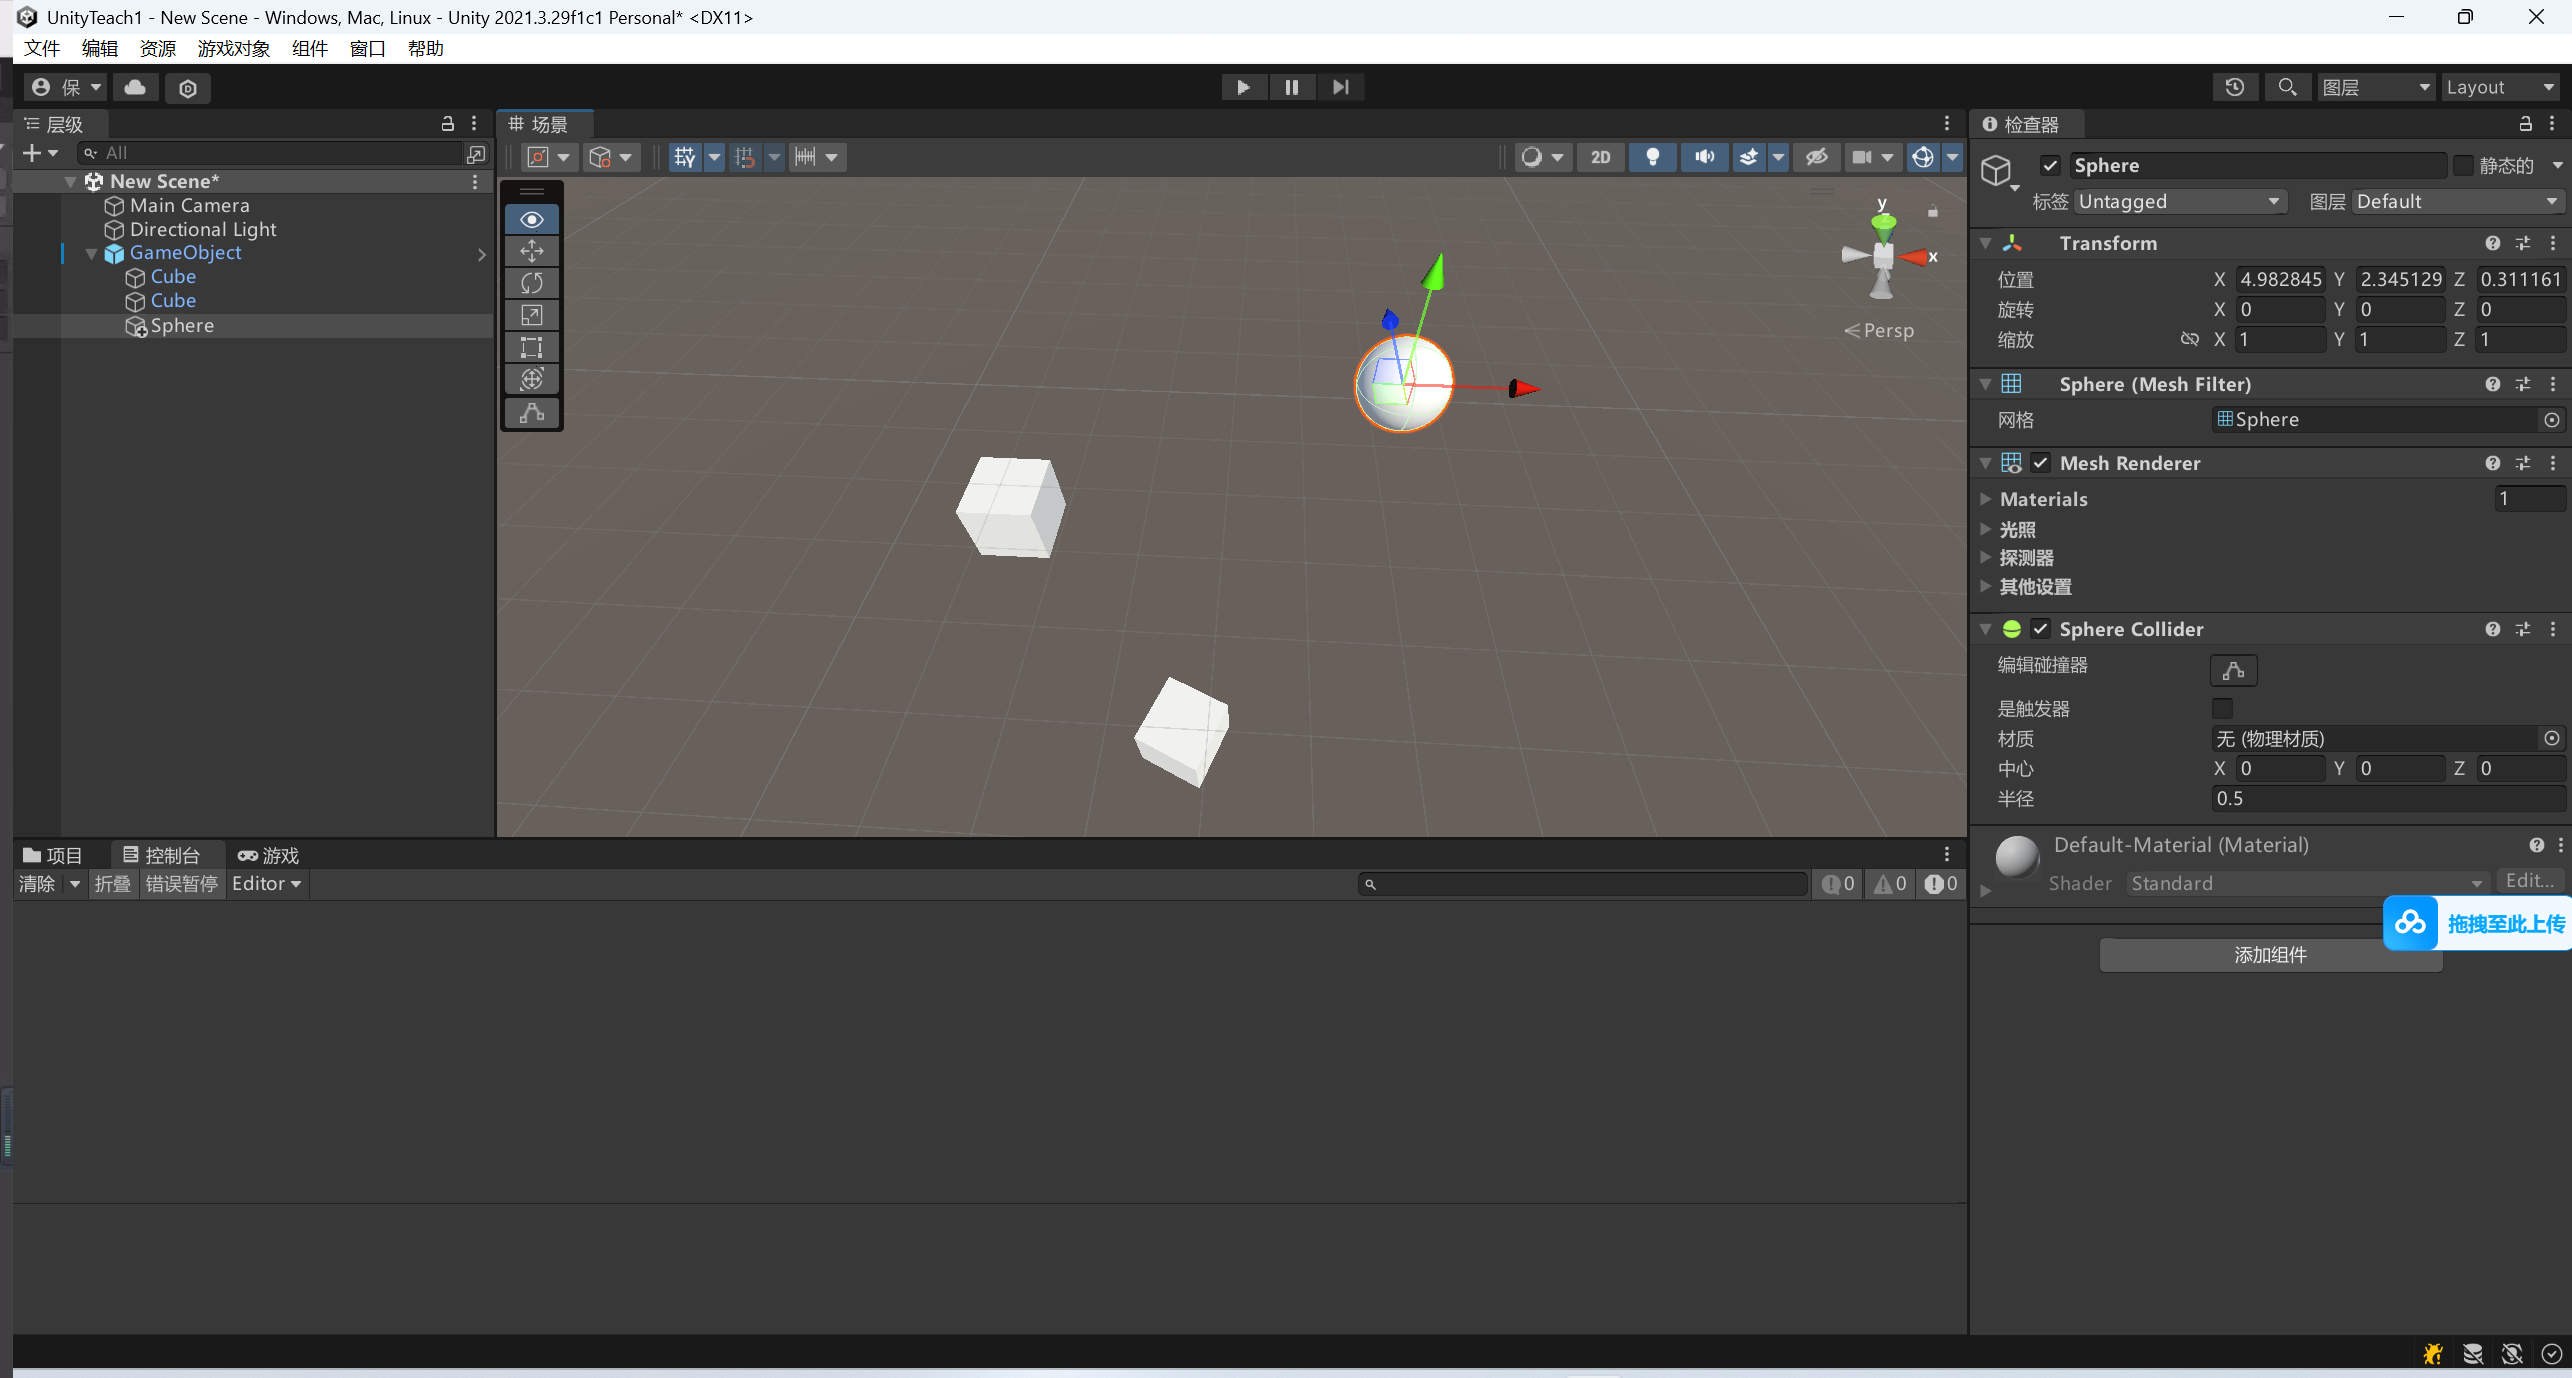 UnityTeach1 - New Scene - Windows, Mac, Linux - Unity 2021.3.29f1c1 Personal* <DX11>
文件 编辑 资源 游戏对象 组件 窗口 帮助
保 图层 Layout
层级
All
New Scene*
Main Camera
Directional Light
GameObject
Cube
Cube
Sphere
场景
2D
y
x
Persp
检查器
Sphere 静态的
标签 Untagged 图层 Default
Transform
位置 X 4.982845 Y 2.345129 Z 0.311161
旋转 X 0 Y 0 Z 0
缩放 X 1 Y 1 Z 1
Sphere (Mesh Filter)
网格 Sphere
Mesh Renderer
Materials 1
光照
探测器
其他设置
Sphere Collider
编辑碰撞器
是触发器
材质 无 (物理材质)
中心 X 0 Y 0 Z 0
半径 0.5
Default-Material (Material)
Shader Standard Edit...
拖拽至此上传
添加组件
项目 控制台 游戏
清除 折叠 错误暂停 Editor 0 0 0